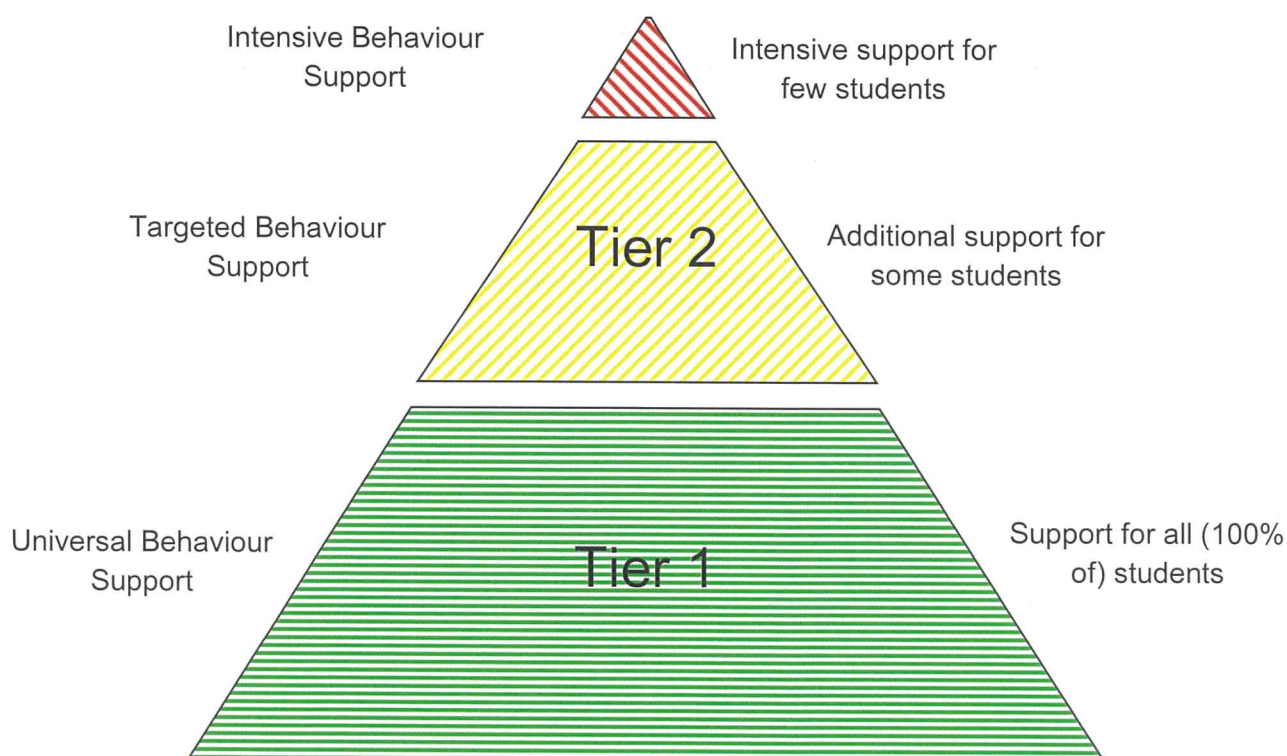 Intensive Behaviour
Support
Intensive support for
few students
Targeted Behaviour
Support
Tier 2
Additional support for
some students
Universal Behaviour
Support
Tier 1
Support for all (100%
of) students